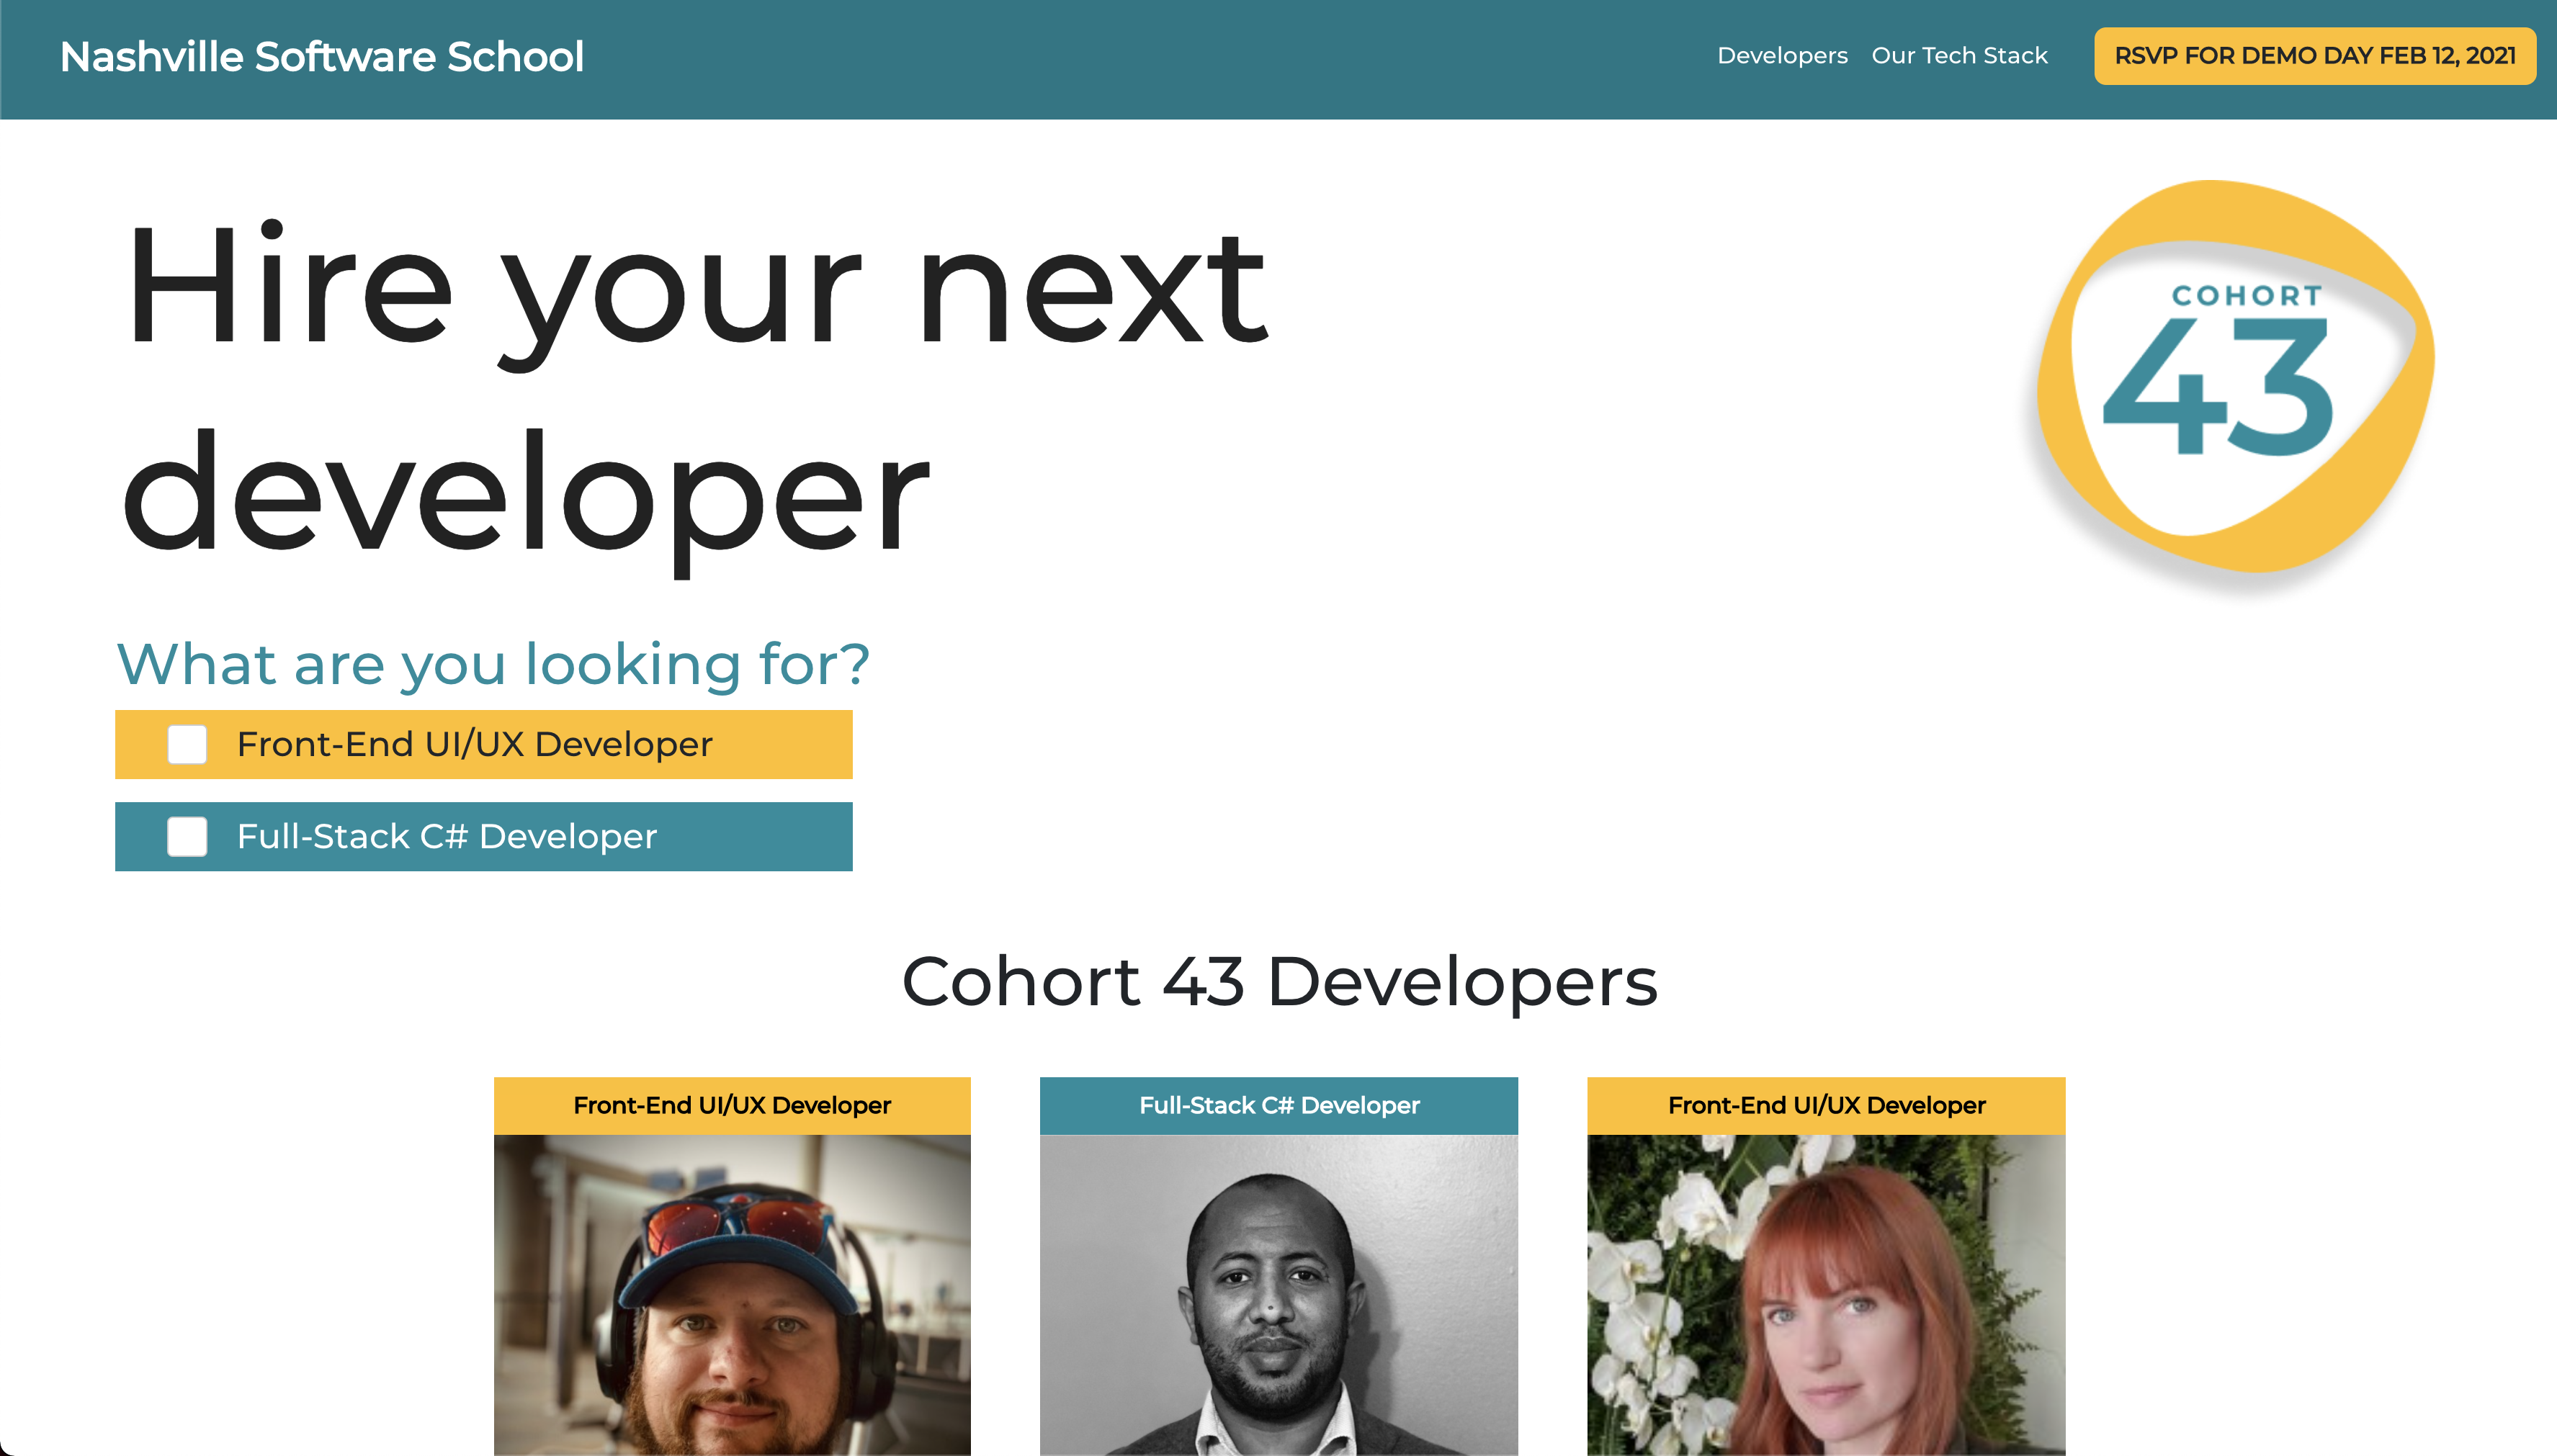 Nashville Software School
Developers Our Tech Stack RSVP FOR DEMO DAY FEB 12, 2021
Hire your next
developer
COHORT
43
What are you looking for?
Front-End UI/UX Developer
Full-Stack C# Developer
Cohort 43 Developers
Front-End UI/UX Developer
Full-Stack C# Developer
Front-End UI/UX Developer